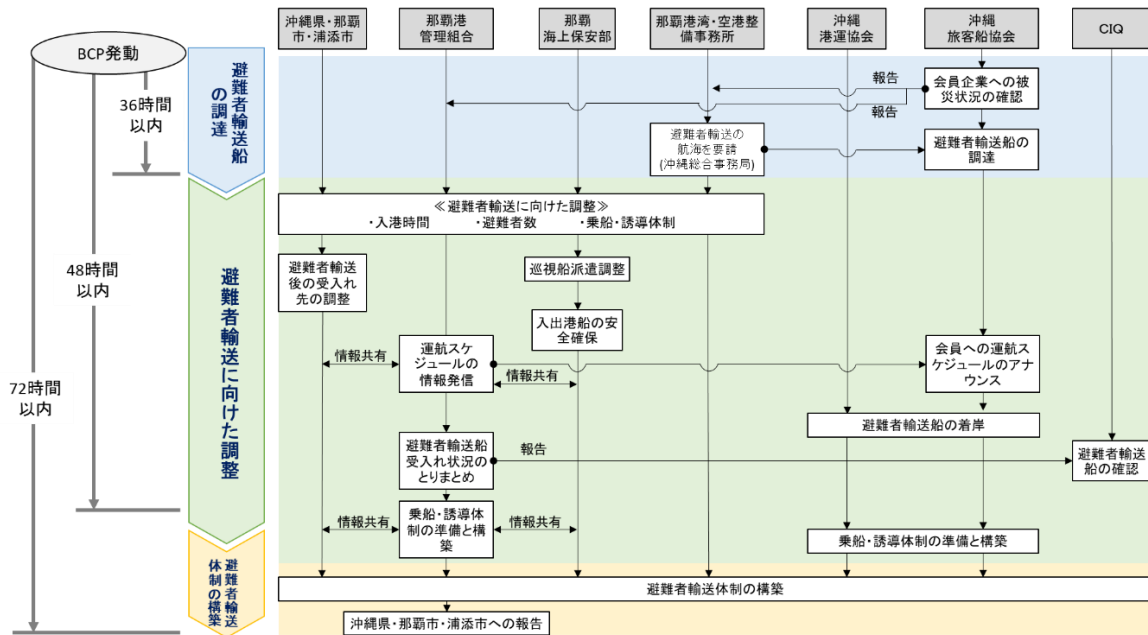 沖縄県・那覇
市・浦添市
那覇港
管理組合
那覇
海上保安部
那覇港湾・空港整
備事務所
沖縄
港運協会
沖縄
旅客船協会
CIQ
BCP発動
36時間
以内
48時間
以内
72時間
以内
避難者輸送船
の調達
報告
報告
会員企業への被
災状況の確認
避難者輸送の
航海を要請
(沖縄総合事務局)
避難者輸送船の
調達
避難者輸送に向けた調整
≪避難者輸送に向けた調整≫
・入港時間 ・避難者数 ・乗船・誘導体制
避難者輸送
後の受入れ
先の調整
巡視船派遣調整
入出港船の安
全確保
情報共有
運航スケ
ジュールの
情報発信
情報共有
会員への運航ス
ケジュールのアナ
ウンス
避難者輸送船の着岸
避難者輸送船
受入れ状況の
とりまとめ
報告
避難者輸送
船の確認
情報共有
乗船・誘導体
制の準備と構
築
情報共有
乗船・誘導体制の準備と構築
避難者輸送
体制の構築
避難者輸送体制の構築
沖縄県・那覇市・浦添市への報告